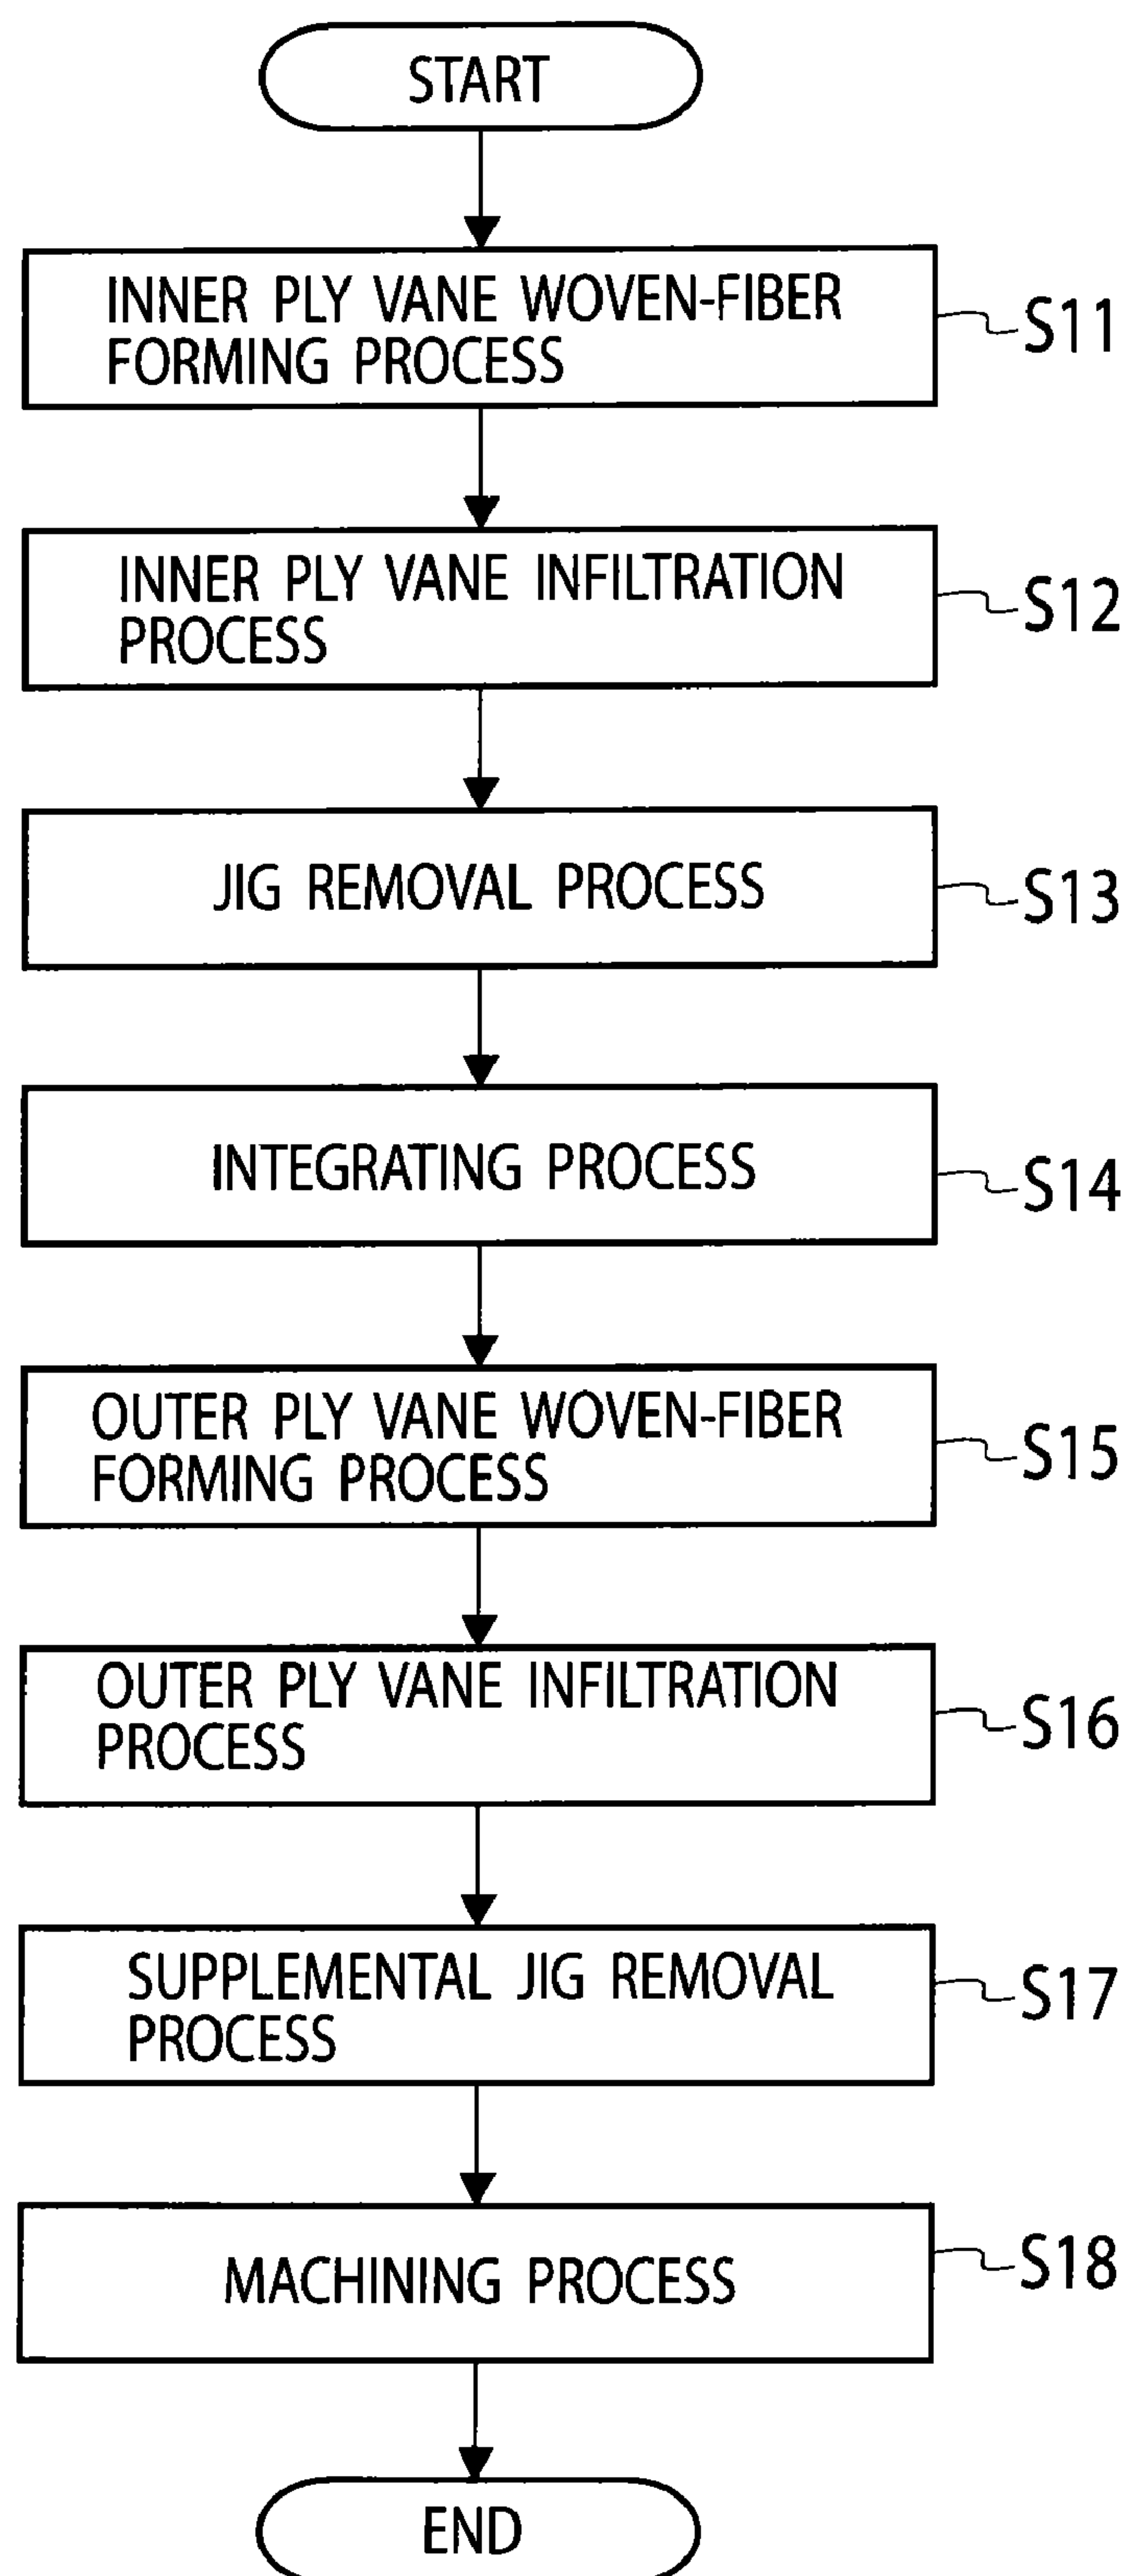 START
INNER PLY VANE WOVEN-FIBER
FORMING PROCESS
S11
INNER PLY VANE INFILTRATION
PROCESS
S12
JIG REMOVAL PROCESS
S13
INTEGRATING PROCESS
S14
OUTER PLY VANE WOVEN-FIBER
FORMING PROCESS
S15
OUTER PLY VANE INFILTRATION
PROCESS
S16
SUPPLEMENTAL JIG REMOVAL
PROCESS
S17
MACHINING PROCESS
S18
END